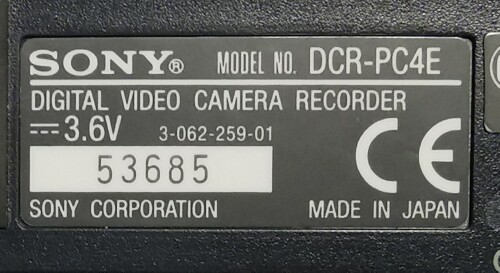 SONY® MODEL NO. DCR-PC4E
DIGITAL VIDEO CAMERA RECORDER
⎓3.6V 3-062-259-01
CE
53685
SONY CORPORATION MADE IN JAPAN